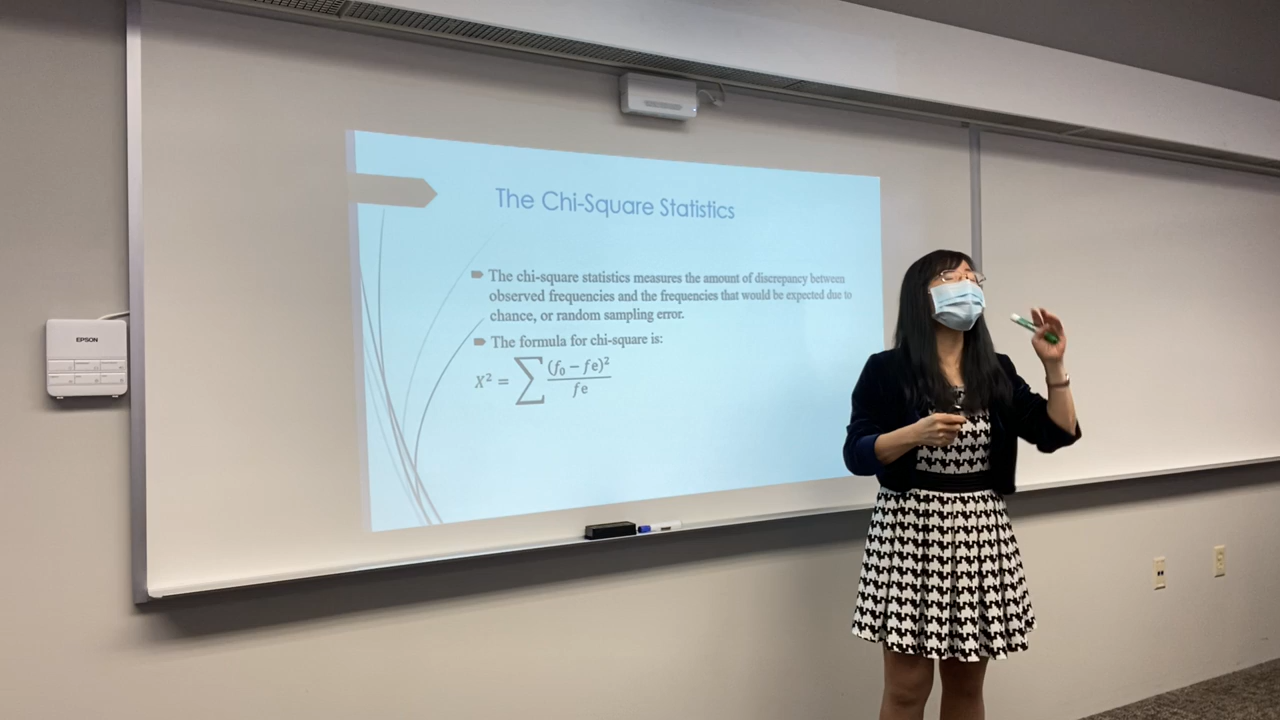 The Chi-Square Statistics
The chi-square statistics measures the amount of discrepancy between
observed frequencies and the frequencies that would be expected due to
chance, or random sampling error.
The formula for chi-square is:
X² = ∑ (f₀ − fe)² / fe
EPSON